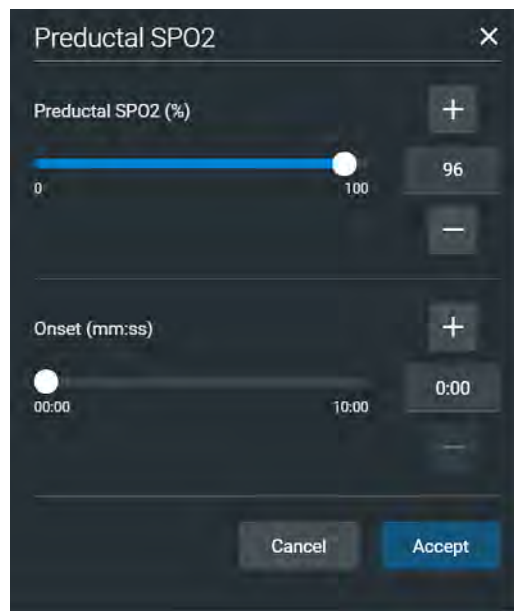 Preductal SPO2
Preductal SPO2 (%)
96
0 100
Onset (mm:ss)
0:00
00:00 10:00
Cancel Accept